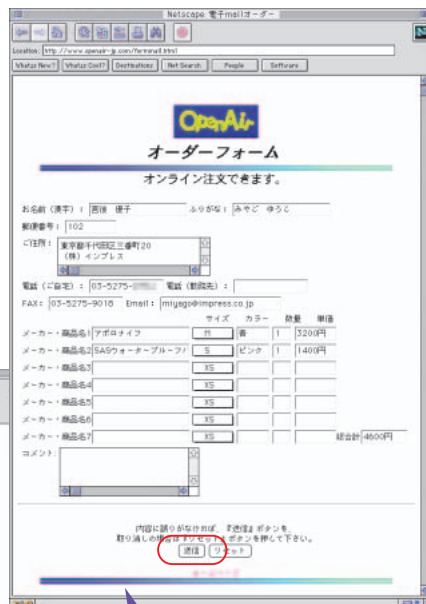 Netscape: 電子mailオーダー
Location: http://www.openair-jp.com/formmail.html
What's New? What's Cool? Destinations Net Search People Software
OpenAir
オーダーフォーム
オンライン注文できます。
お名前 (漢字) : 宮後 優子 ふりがな: みやご ゆうこ
郵便番号: 102
ご住所: 東京都千代田区三番町20
(株) インプレス
電話 (ご自宅) : 03-5275- 電話 (勤務先) :
FAX: 03-5275-9018 Email: miyago@impress.co.jp
サイズ カラー 数量 単価
メーカー・商品名1 アポロナイフ M 青 1 3200円
メーカー・商品名2 SASウォータープルーフ S ピンク 1 1400円
メーカー・商品名3 XS
メーカー・商品名4 XS
メーカー・商品名5 XS
メーカー・商品名6 XS
メーカー・商品名7 XS 総合計 4600円
コメント:
内容に誤りがなければ、『送信』ボタンを、
取り消しの場合は『リセット』ボタンを押して下さい。
送信 リセット
ホームページ